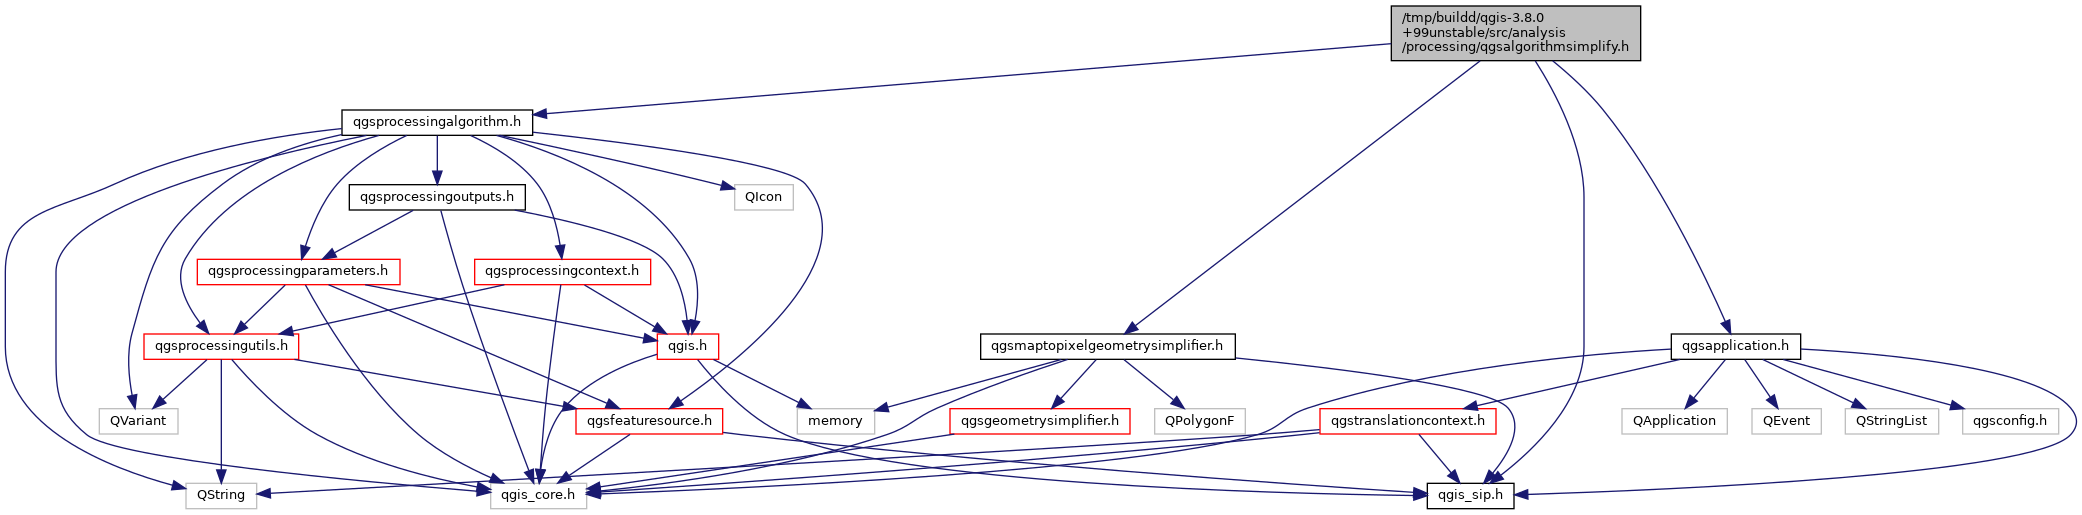 /tmp/buildd/qgis-3.8.0
+99unstable/src/analysis
/processing/qgsalgorithmsimplify.h
qgsprocessingalgorithm.h
qgsprocessingoutputs.h
QIcon
qgsprocessingparameters.h
qgsprocessingcontext.h
qgsprocessingutils.h
qgis.h
qgsmaptopixelgeometrysimplifier.h
qgsapplication.h
QVariant
qgsfeaturesource.h
memory
qgsgeometrysimplifier.h
QPolygonF
qgstranslationcontext.h
QApplication
QEvent
QStringList
qgsconfig.h
QString
qgis_core.h
qgis_sip.h